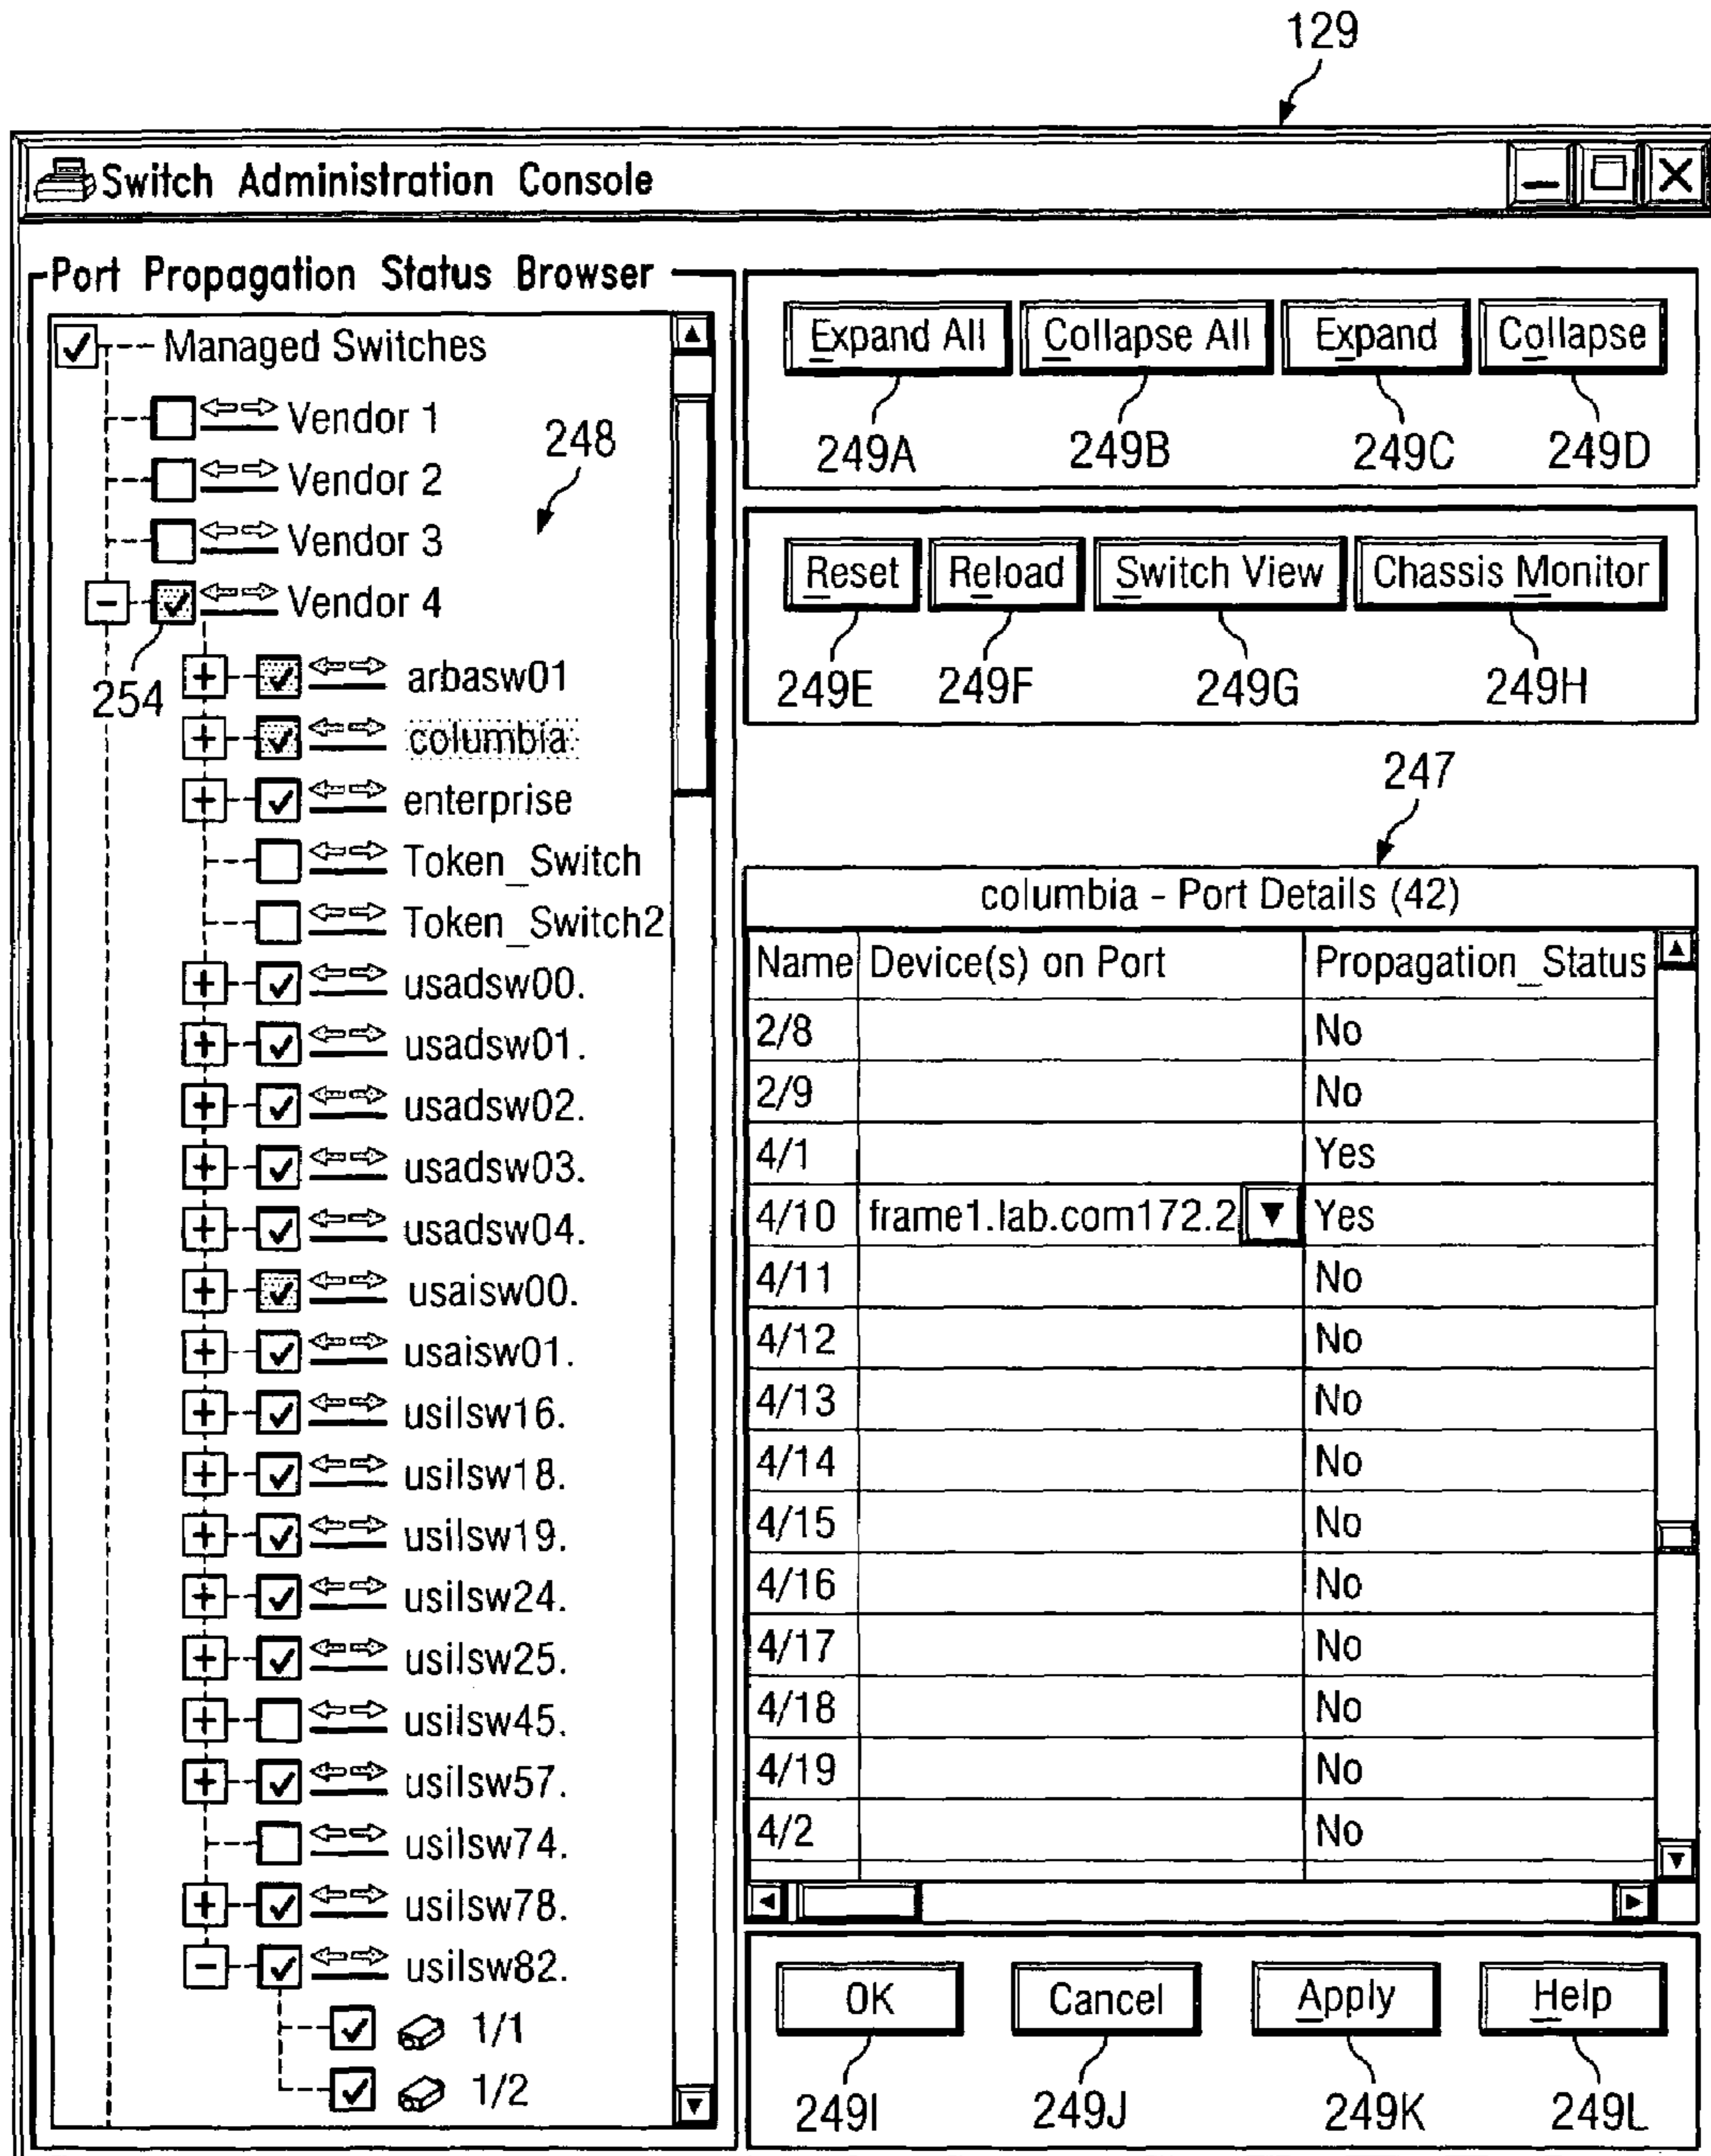 129
Switch Administration Console
Port Propagation Status Browser
Managed Switches
Vendor 1
Vendor 2
Vendor 3
Vendor 4
248
254
arbasw01
columbia
enterprise
Token_Switch
Token_Switch2
usadsw00.
usadsw01.
usadsw02.
usadsw03.
usadsw04.
usaisw00.
usaisw01.
usilsw16.
usilsw18.
usilsw19.
usilsw24.
usilsw25.
usilsw45.
usilsw57.
usilsw74.
usilsw78.
usilsw82.
1/1
1/2
Expand All Collapse All Expand Collapse
249A 249B 249C 249D
Reset Reload Switch View Chassis Monitor
249E 249F 249G 249H
247
columbia - Port Details (42)
Name Device(s) on Port Propagation_Status
2/8 No
2/9 No
4/1 Yes
4/10 frame1.lab.com172.2 Yes
4/11 No
4/12 No
4/13 No
4/14 No
4/15 No
4/16 No
4/17 No
4/18 No
4/19 No
4/2 No
OK Cancel Apply Help
249I 249J 249K 249L